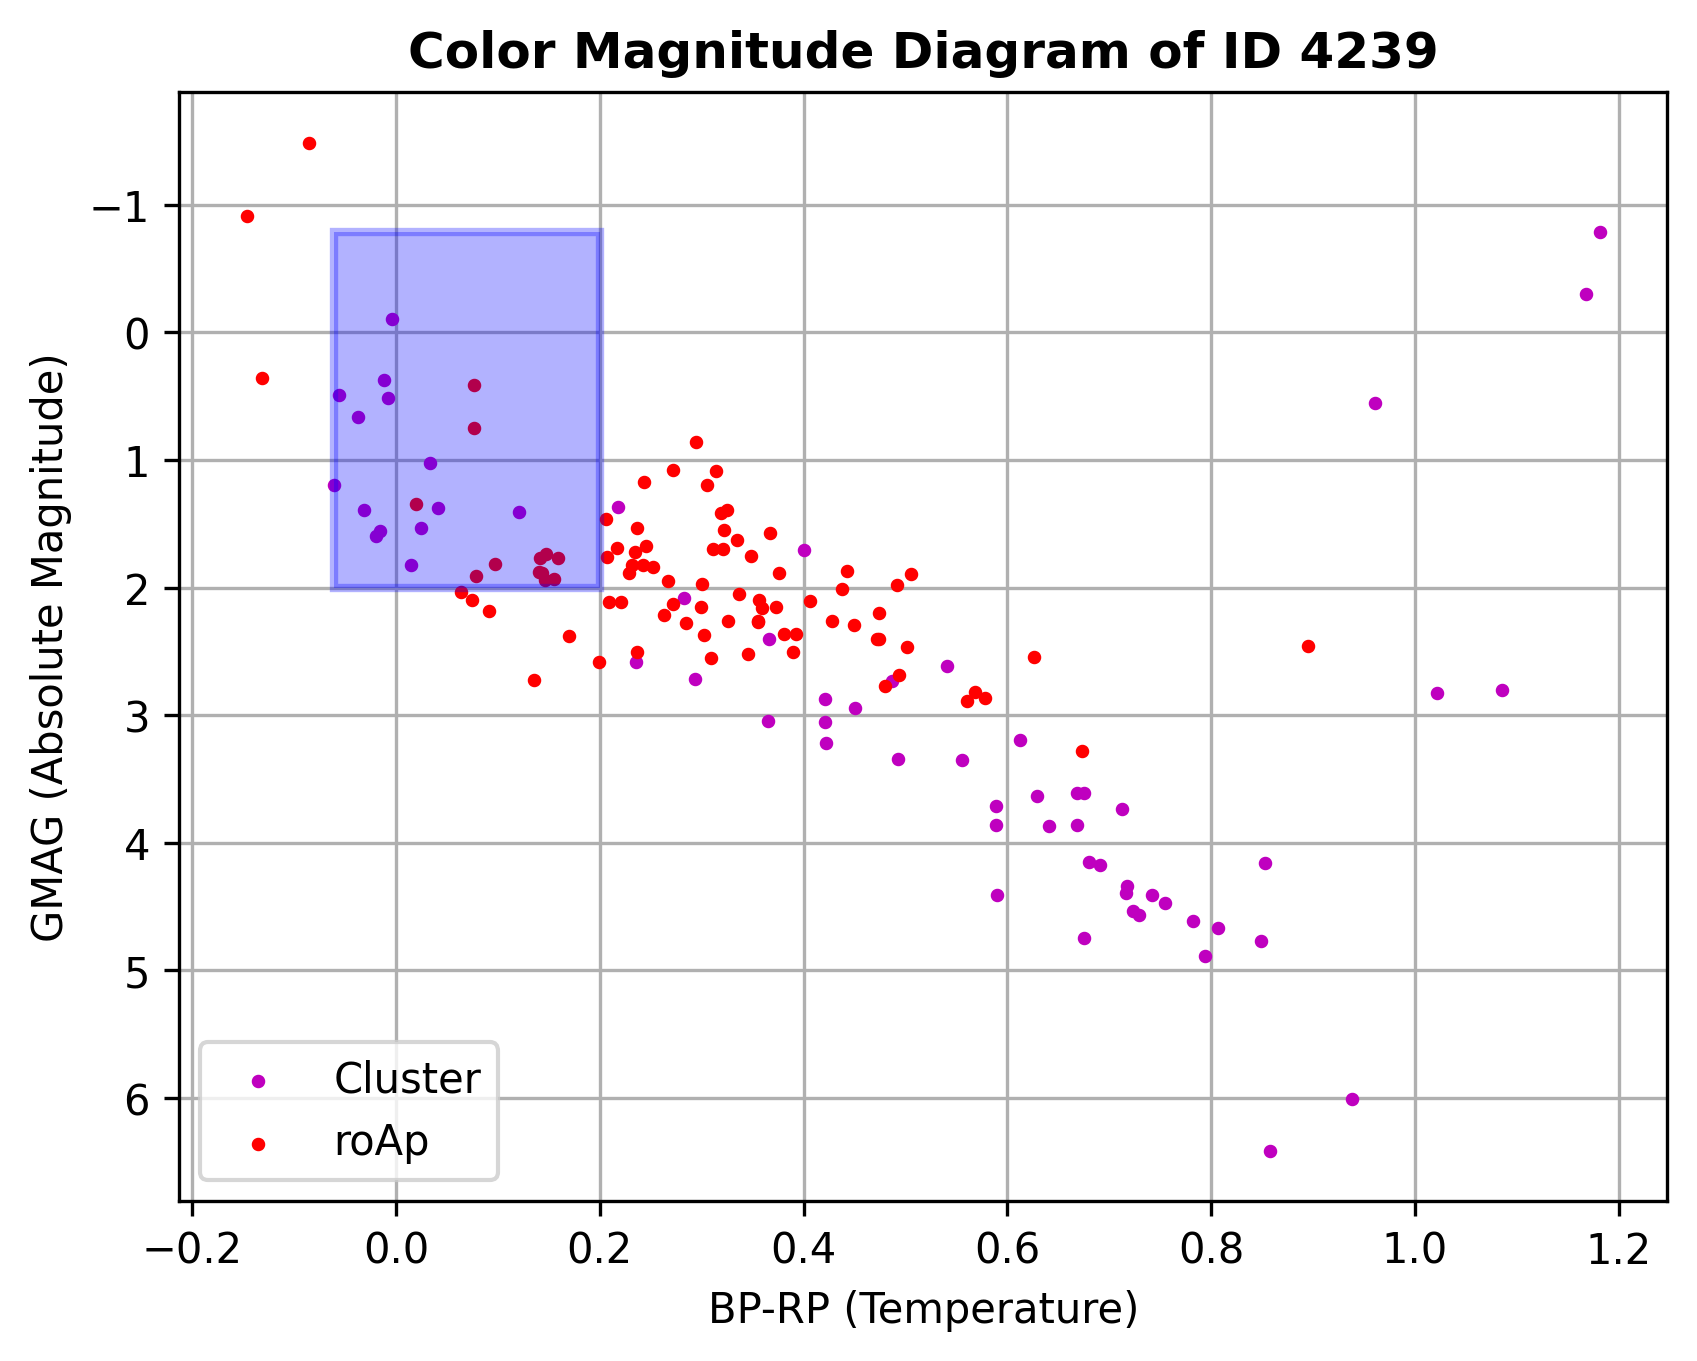 Color Magnitude Diagram of ID 4239
GMAG (Absolute Magnitude)
−1
0
1
2
3
4
5
6
Cluster
roAp
−0.2 0.0 0.2 0.4 0.6 0.8 1.0 1.2
BP-RP (Temperature)